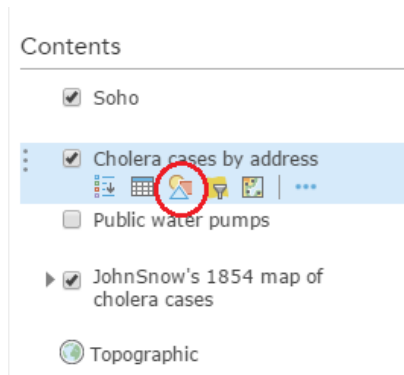 Contents
Soho
Cholera cases by address
Public water pumps
JohnSnow's 1854 map of
cholera cases
Topographic